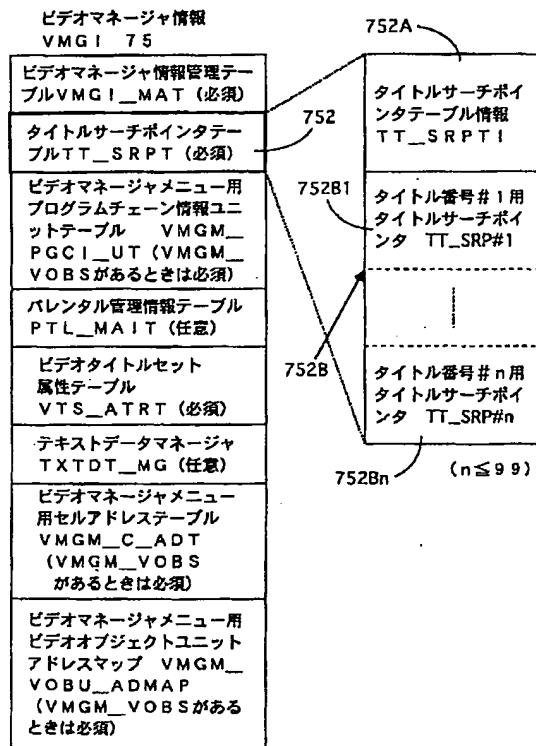 ビデオマネージャ情報
VMGI 75
ビデオマネージャ情報管理テー
ブルVMGI__MAT (必須)
タイトルサーチポインタテー
ブルTT__SRPT (必須)
ビデオマネージャメニュー用
プログラムチェーン情報ユニ
ットテーブル VMGM__
PGCI__UT (VMGM__
VOBSがあるときは必須)
パレンタル管理情報テーブル
PTL__MAIT (任意)
ビデオタイトルセット
属性テーブル
VTS__ATRT (必須)
テキストデータマネージャ
TXTDT__MG (任意)
ビデオマネージャメニュー
用セルアドレステーブル
VMGM__C__ADT
(VMGM__VOBS
があるときは必須)
ビデオマネージャメニュー用
ビデオオブジェクトユニット
アドレスマップ VMGM__
VOBU__ADMAP
(VMGM__VOBSがある
ときは必須)
752
752A
タイトルサーチポイ
ンタテーブル情報
TT__SRPTI
752B1
タイトル番号#1用
タイトルサーチポイ
ンタ TT_SRP#1
752B
タイトル番号#n用
タイトルサーチポイ
ンタ TT_SRP#n
752Bn
(n≦99)